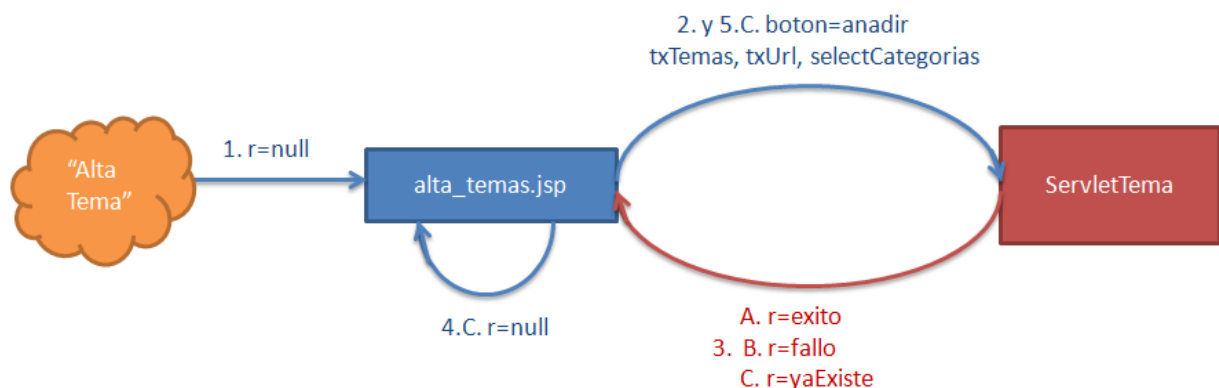 2. y 5.C. boton=anadir
txTemas, txUrl, selectCategorias
1. r=null
“Alta
Tema”
alta_temas.jsp
ServletTema
4.C. r=null
A. r=exito
3. B. r=fallo
C. r=yaExiste